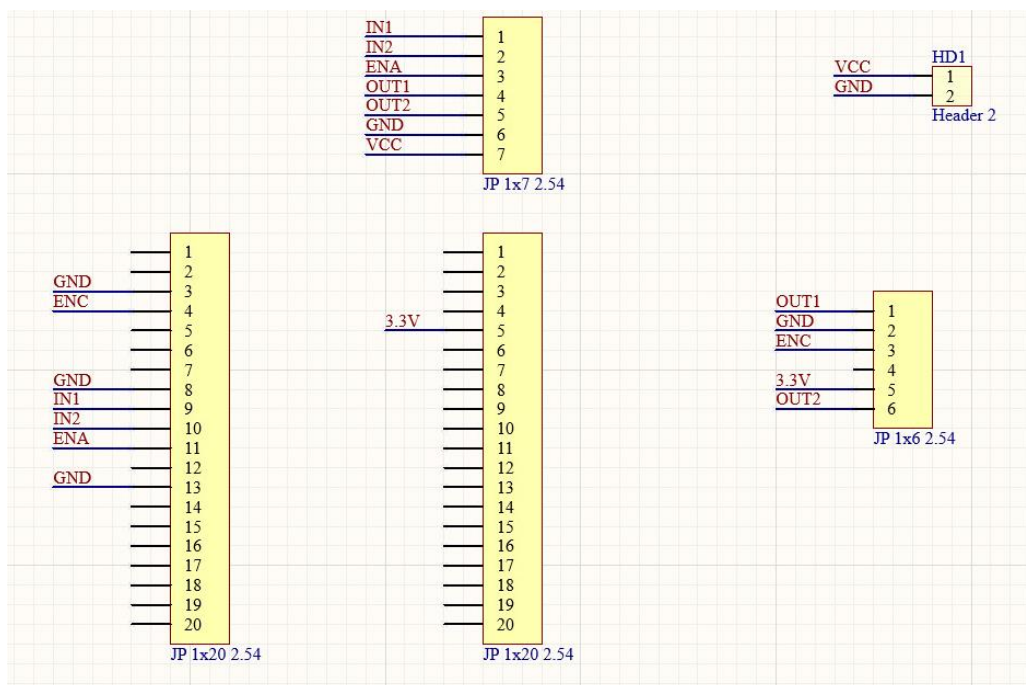 IN1
IN2
ENA
OUT1
OUT2
GND
VCC
1
2
3
4
5
6
7
JP 1x7 2.54
HD1
VCC
GND
1
2
Header 2
GND
ENC
GND
IN1
IN2
ENA
GND
1
2
3
4
5
6
7
8
9
10
11
12
13
14
15
16
17
18
19
20
JP 1x20 2.54
3.3V
1
2
3
4
5
6
7
8
9
10
11
12
13
14
15
16
17
18
19
20
JP 1x20 2.54
OUT1
GND
ENC
3.3V
OUT2
1
2
3
4
5
6
JP 1x6 2.54